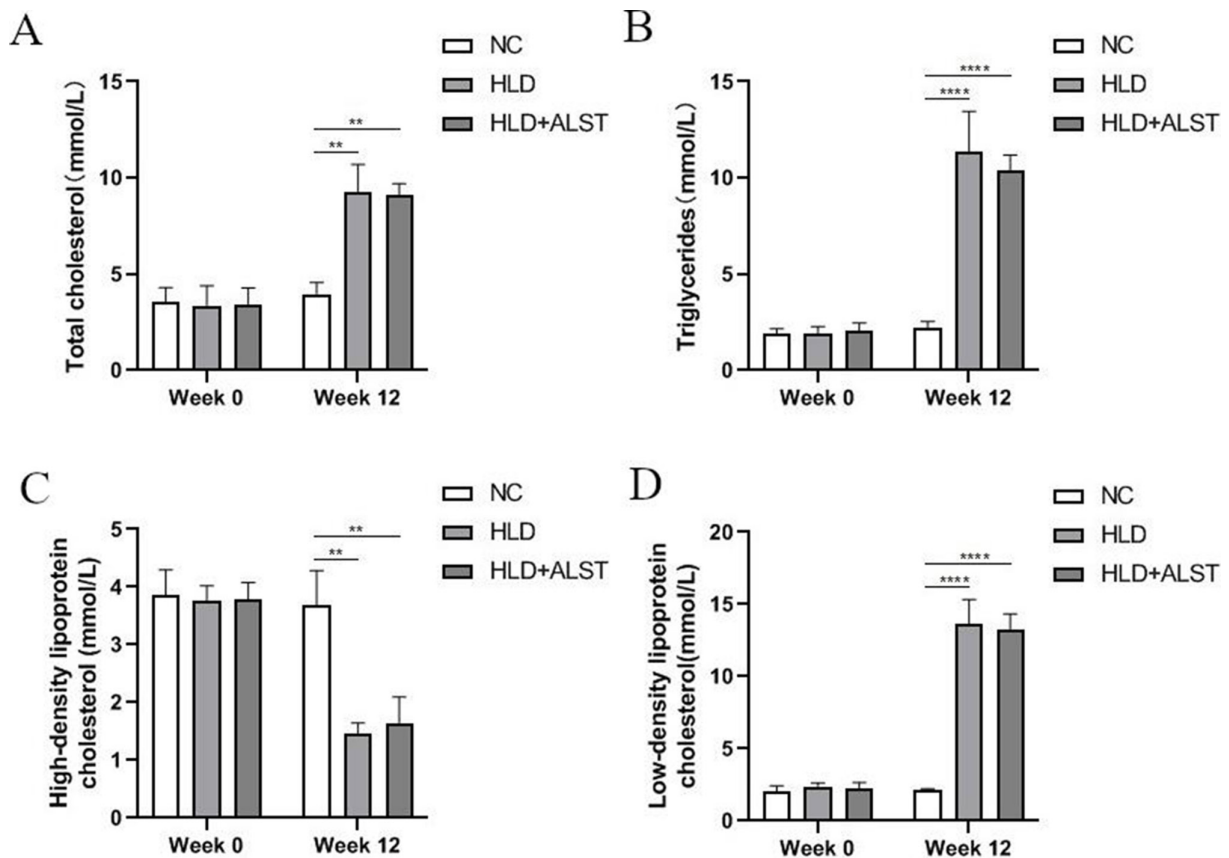 A
NC
HLD
HLD+ALST
Total cholesterol(mmol/L)
15
10
5
0
**
**
Week 0
Week 12
B
NC
HLD
HLD+ALST
Triglycerides(mmol/L)
15
10
5
0
****
****
Week 0
Week 12
C
NC
HLD
HLD+ALST
High-density lipoprotein
cholesterol (mmol/L)
5
4
3
2
1
0
**
**
Week 0
Week 12
D
NC
HLD
HLD+ALST
Low-density lipoprotein
cholesterol(mmol/L)
20
15
10
5
0
****
****
Week 0
Week 12